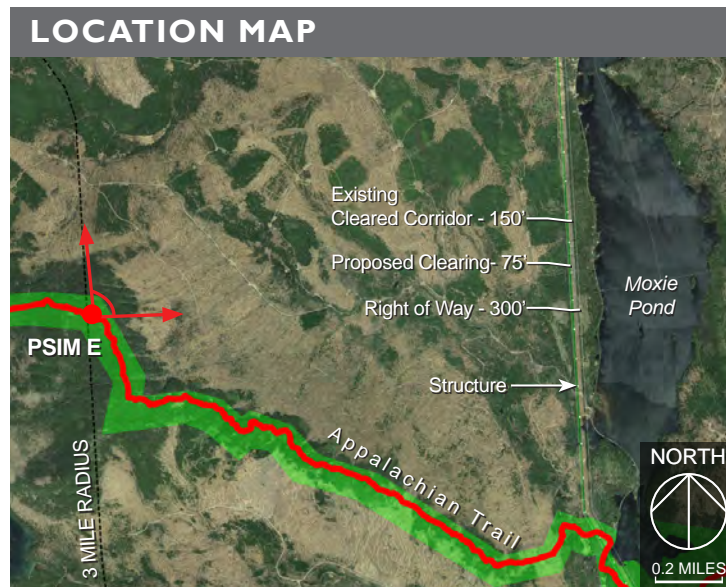 LOCATION MAP
Existing
Cleared Corridor - 150'
Proposed Clearing- 75'
Right of Way - 300'
Moxie
Pond
PSIM E
Structure
Appalachian Trail
3 MILE RADIUS
NORTH
0.2 MILES